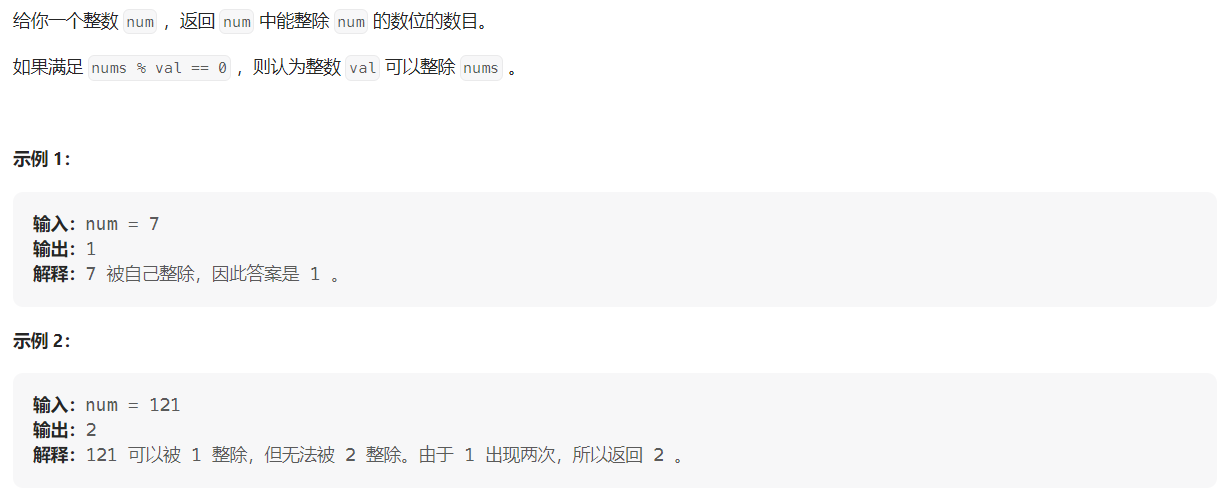 给你一个整数 num ，返回 num 中能整除 num 的数位的数目。
如果满足 nums % val == 0 ，则认为整数 val 可以整除 nums 。
示例 1：
输入：num = 7
输出：1
解释：7 被自己整除，因此答案是 1 。
示例 2：
输入：num = 121
输出：2
解释：121 可以被 1 整除，但无法被 2 整除。由于 1 出现两次，所以返回 2 。